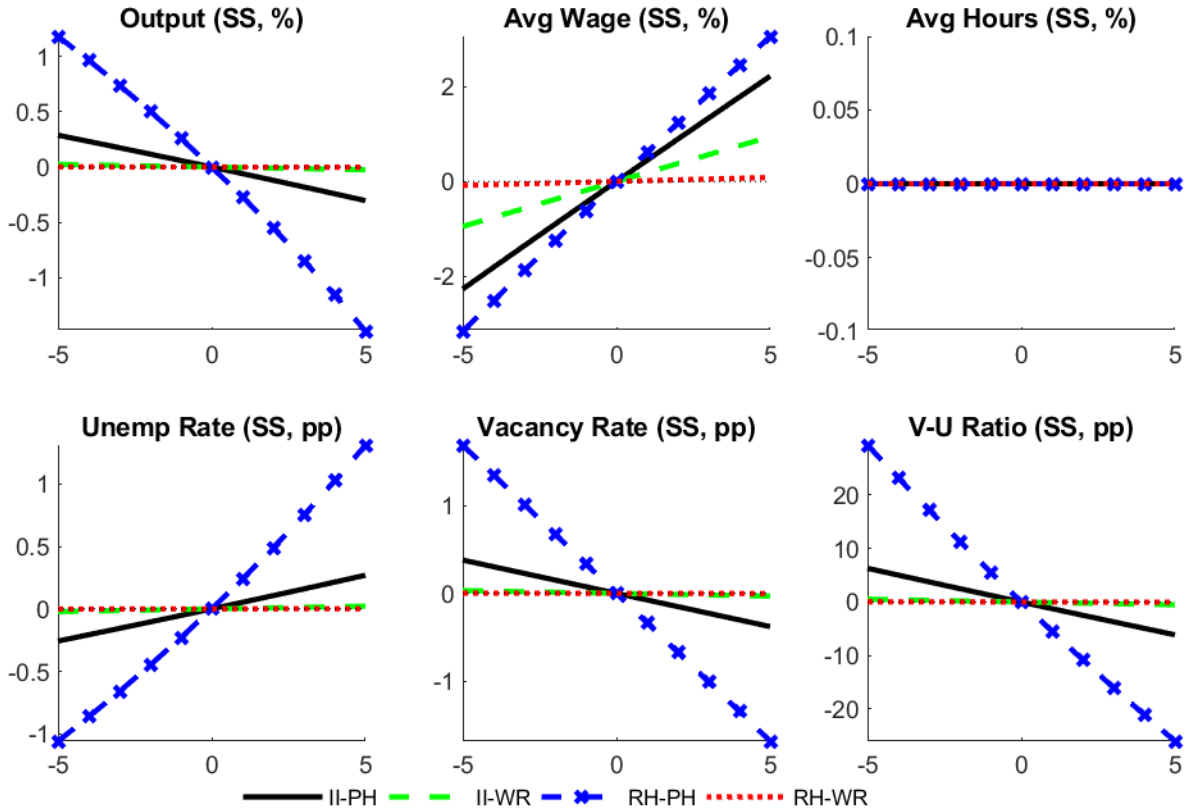 Output (SS, %)
1
0.5
0
-0.5
-1
-5 0 5
Avg Wage (SS, %)
2
0
-2
-5 0 5
Avg Hours (SS, %)
0.1
0.05
0
-0.05
-0.1
-5 0 5
Unemp Rate (SS, pp)
1
0.5
0
-0.5
-1
-5 0 5
Vacancy Rate (SS, pp)
1
0
-1
-5 0 5
V-U Ratio (SS, pp)
20
10
0
-10
-20
-5 0 5
II-PH II-WR RH-PH RH-WR